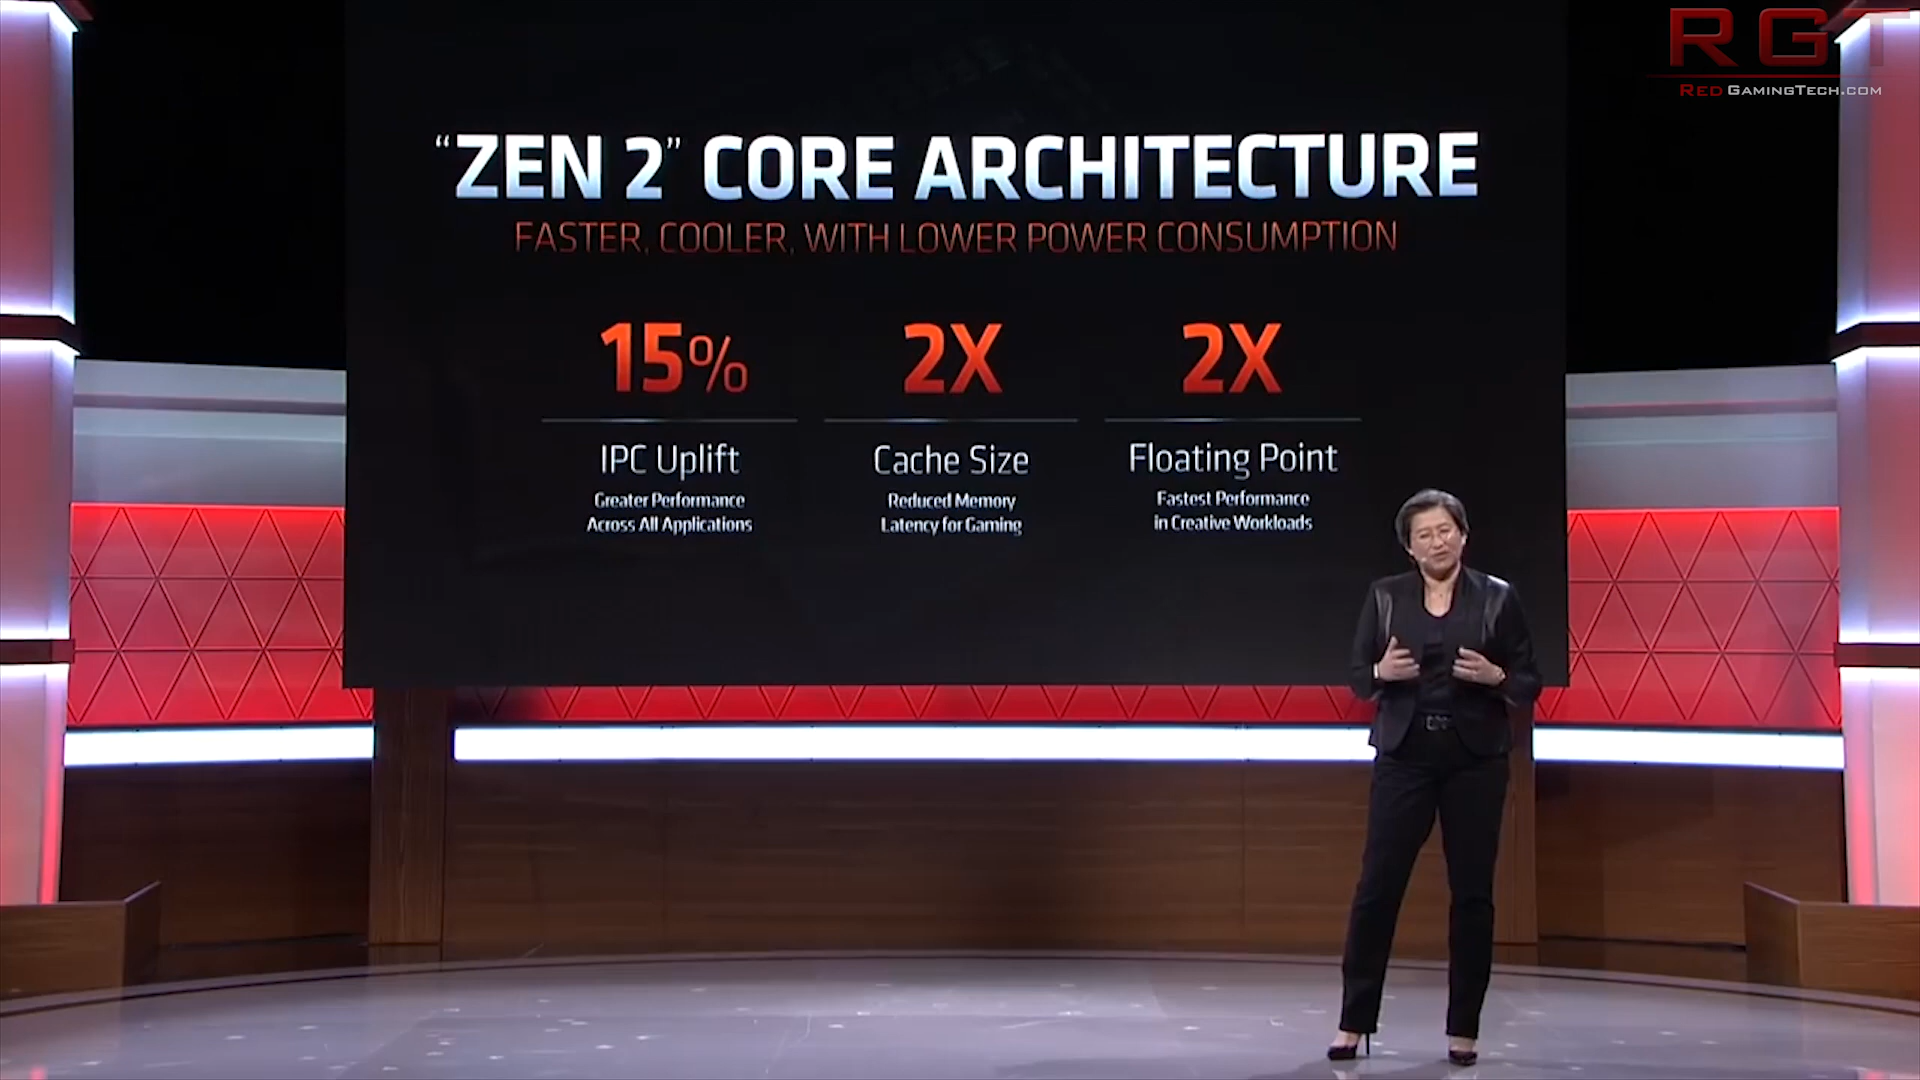 RGT
RedGamingTech.com
“ZEN 2” CORE ARCHITECTURE
FASTER, COOLER, WITH LOWER POWER CONSUMPTION
15%
IPC Uplift
Greater Performance
Across All Applications
2X
Cache Size
Reduced Memory
Latency for Gaming
2X
Floating Point
Fastest Performance
in Creative Workloads